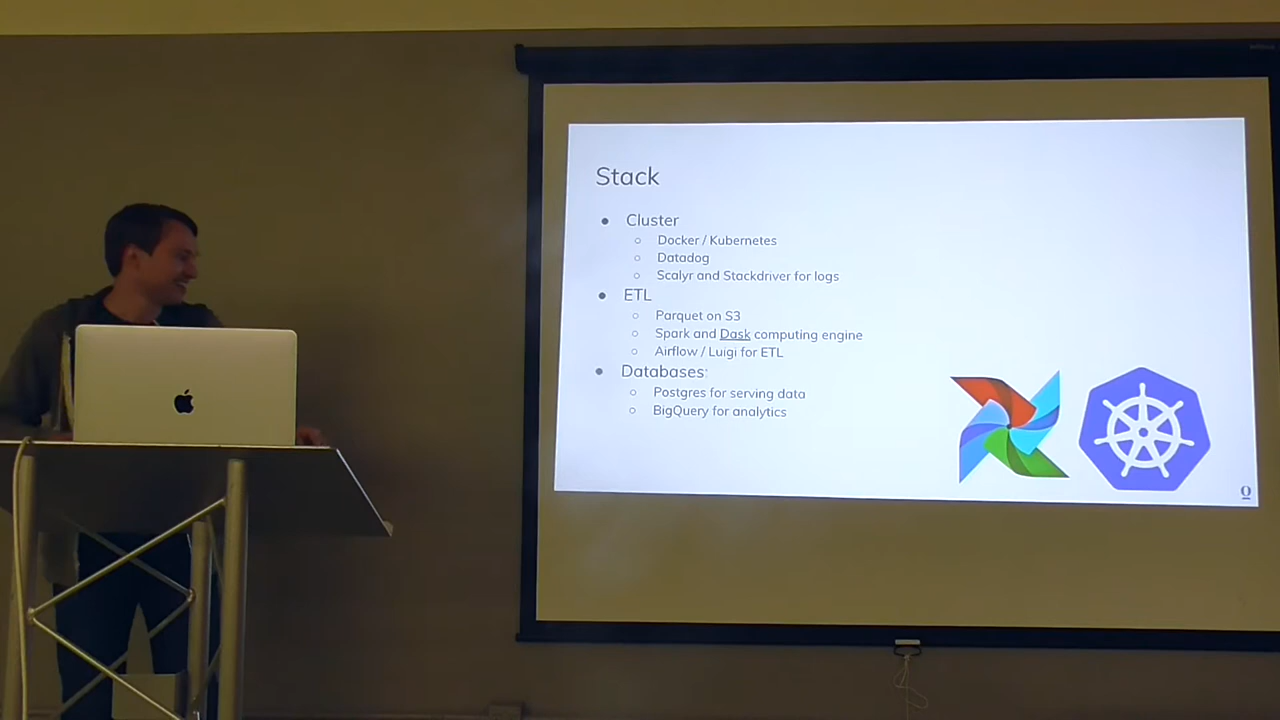 Stack
● Cluster
○ Docker / Kubernetes
○ Datadog
○ Scalyr and Stackdriver for logs
● ETL
○ Parquet on S3
○ Spark and Dask computing engine
○ Airflow / Luigi for ETL
● Databases:
○ Postgres for serving data
○ BigQuery for analytics